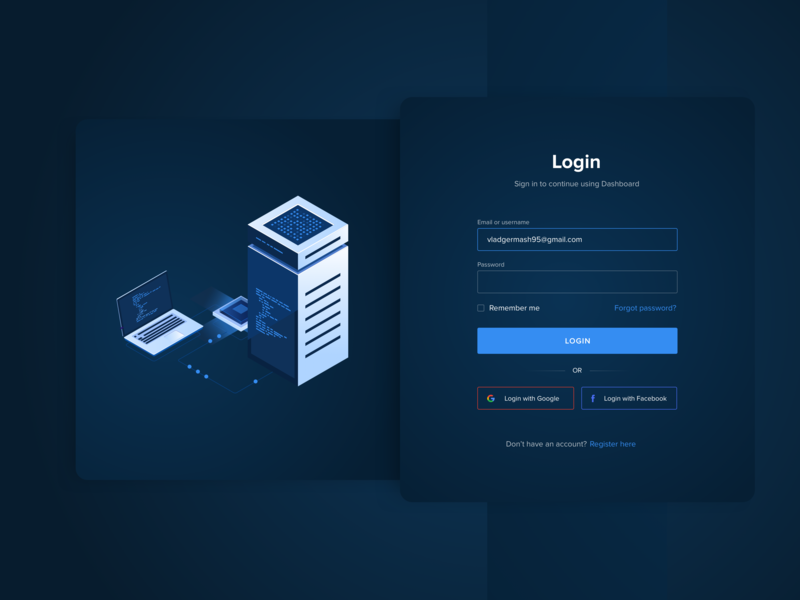 Login
Sign in to continue using Dashboard
Email or username
vladgermash95@gmail.com
Password
Remember me
Forgot password?
LOGIN
OR
Login with Google
Login with Facebook
Don't have an account? Register here